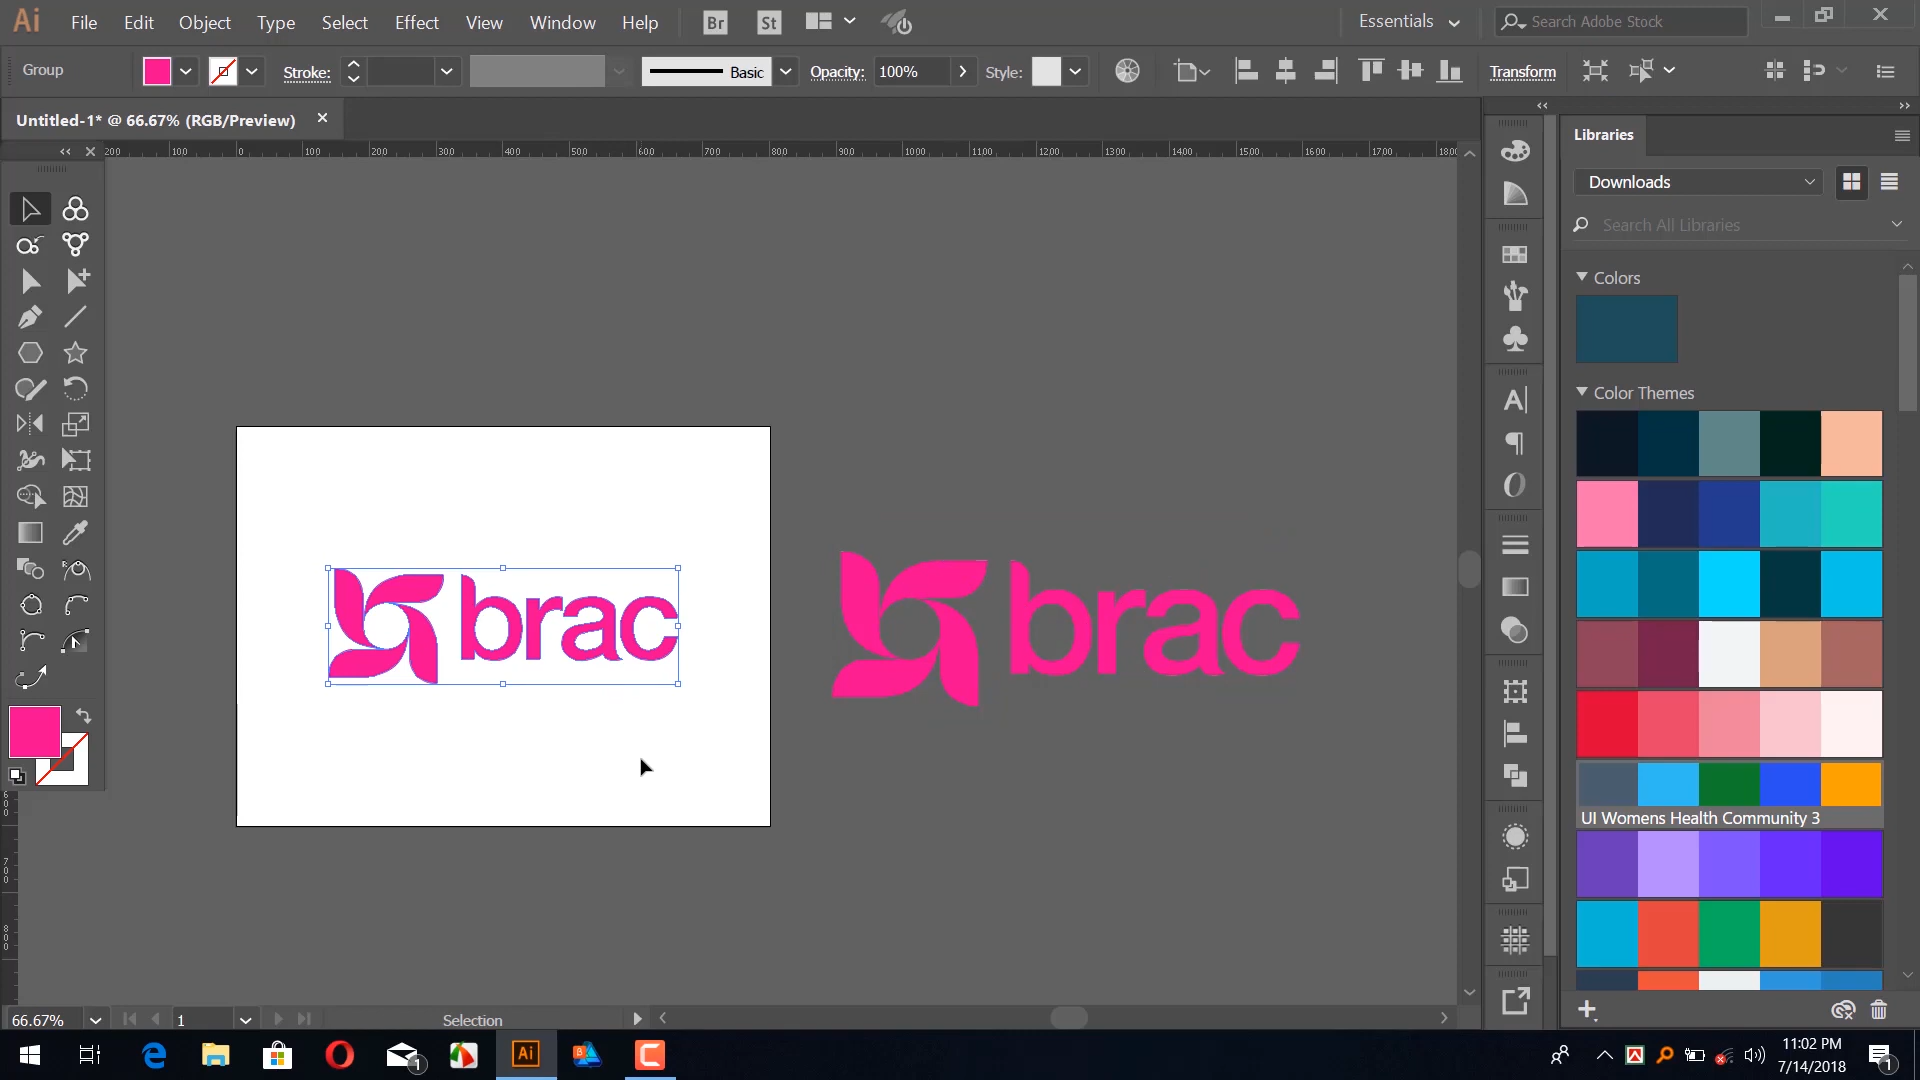 Ai File Edit Object Type Select Effect View Window Help Br St Essentials Search Adobe Stock
Group Stroke: Basic Opacity: 100% Style: Transform
Untitled-1* @ 66.67% (RGB/Preview)
Libraries
Downloads
Search All Libraries
Colors
Color Themes
brac brac
UI Womens Health Community 3
66.67% 1 Selection
Ai
11:02 PM
7/14/2018